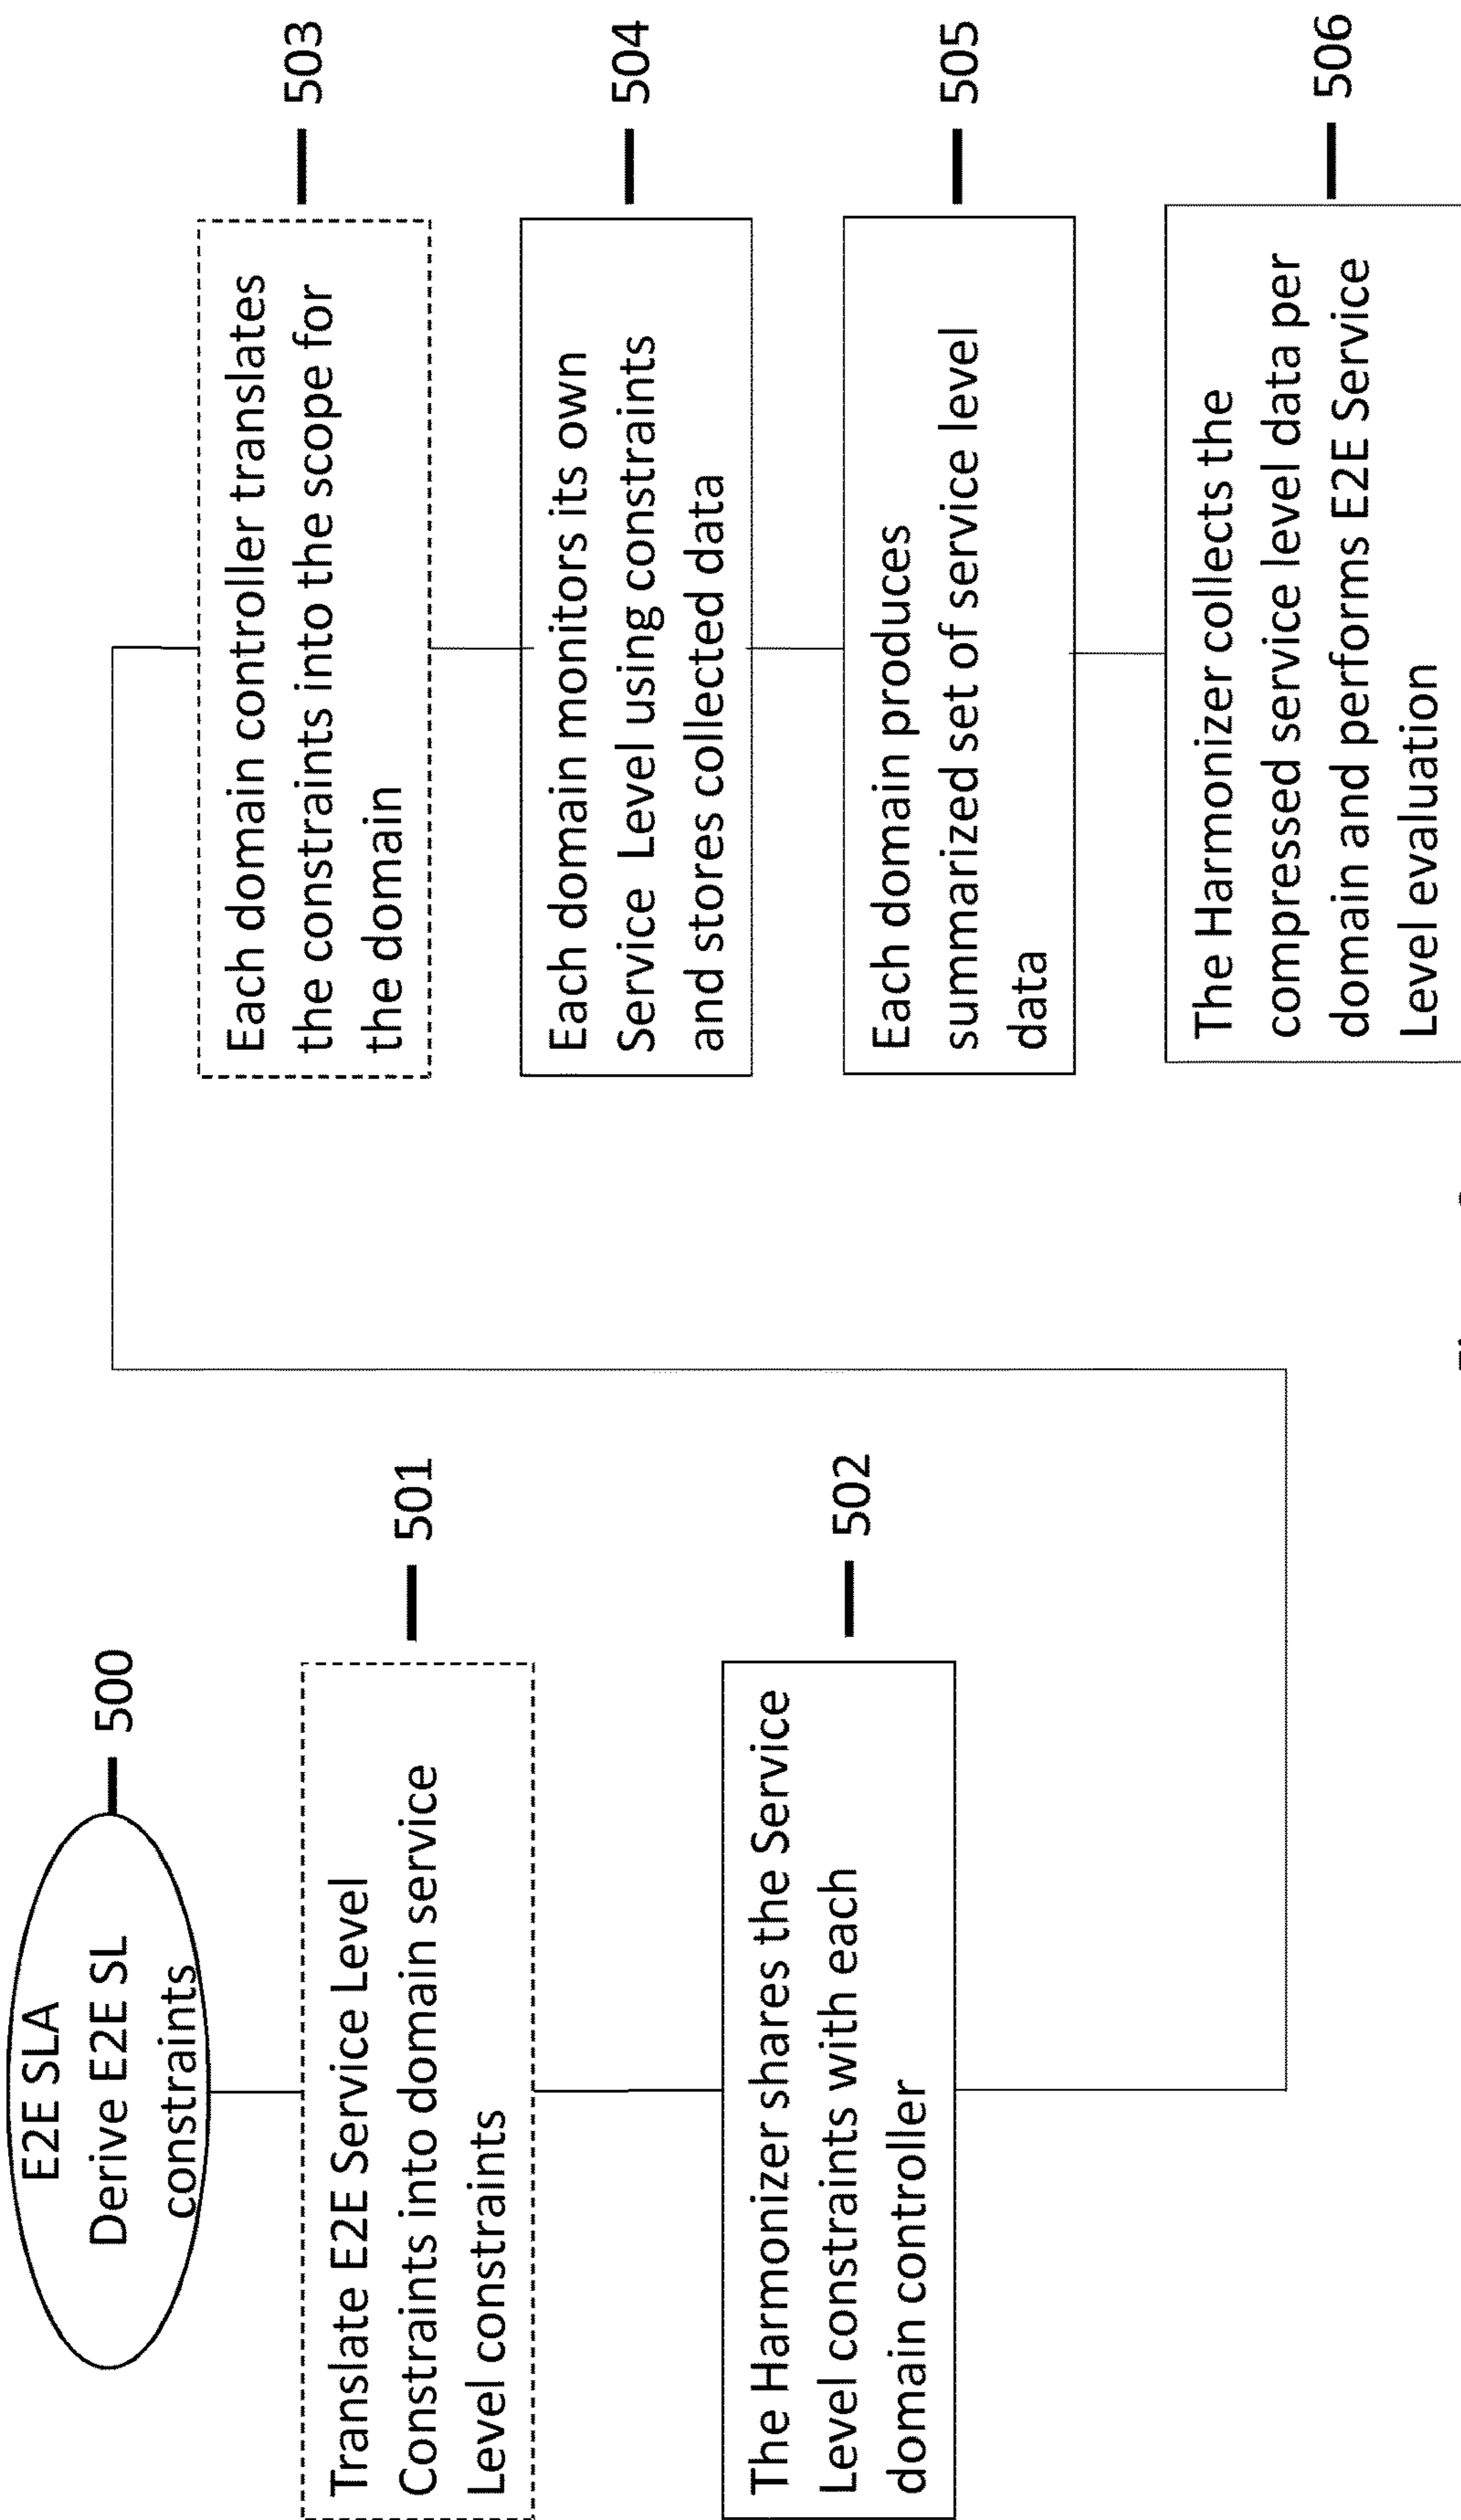 E2E SLA
Derive E2E SL
constraints
500
Translate E2E Service Level
Constraints into domain service
Level constraints
501
The Harmonizer shares the Service
Level constraints with each
domain controller
502
Each domain controller translates
the constraints into the scope for
the domain
503
Each domain monitors its own
Service Level using constraints
and stores collected data
504
Each domain produces
summarized set of service level
data
505
The Harmonizer collects the
compressed service level data per
domain and performs E2E Service
Level evaluation
506